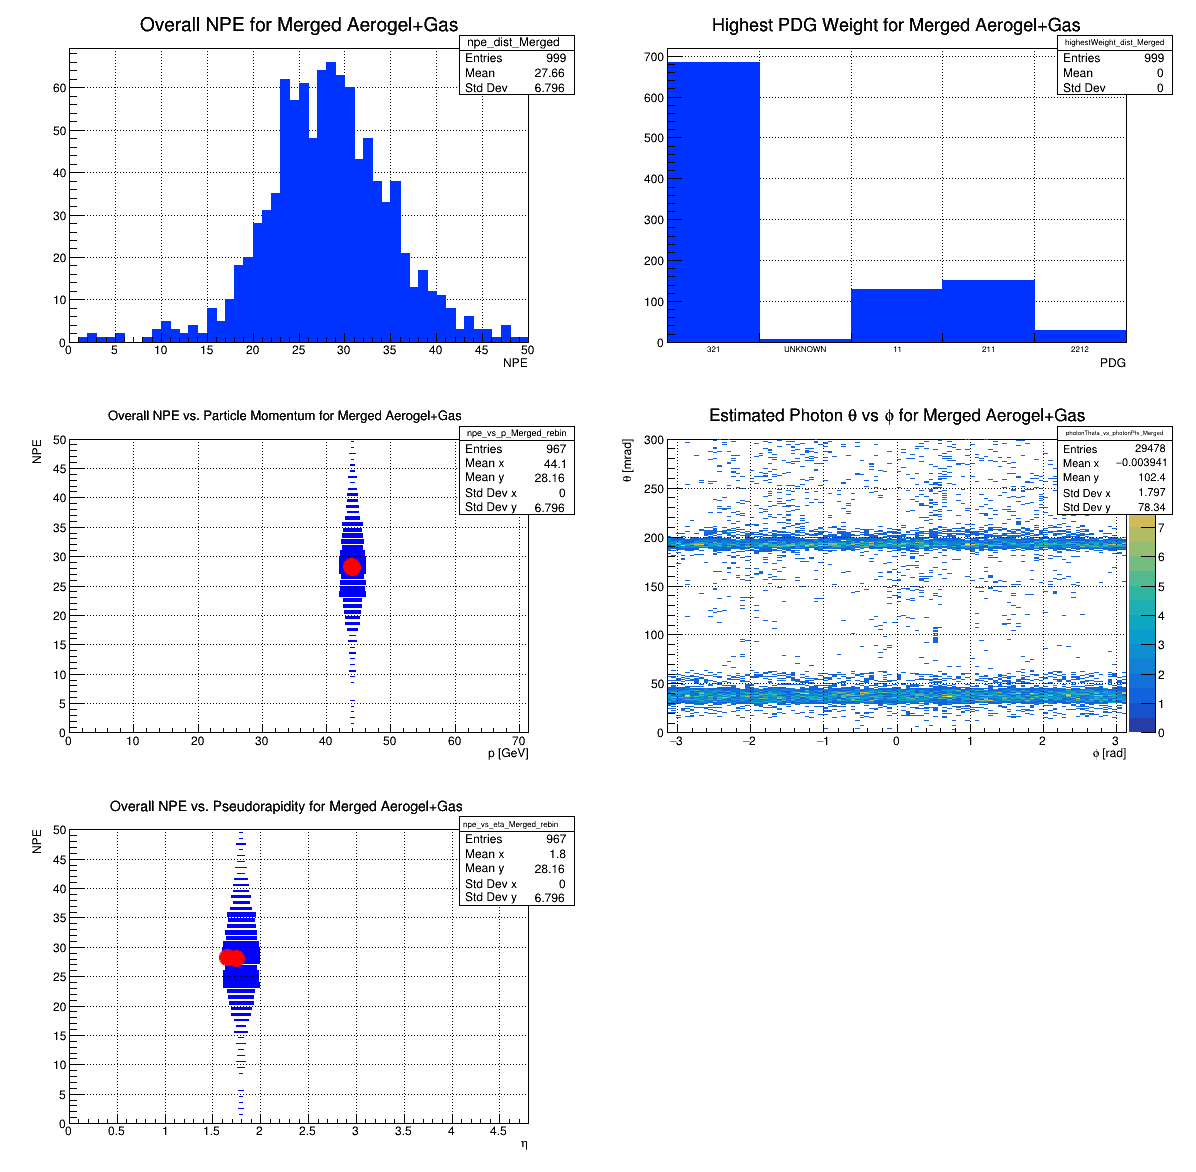 Overall NPE for Merged Aerogel+Gas
npe_dist_Merged
Entries 999
Mean 27.66
Std Dev 6.796
60
50
40
30
20
10
0
0 5 10 15 20 25 30 35 40 45 50
NPE
Highest PDG Weight for Merged Aerogel+Gas
highestWeight_dist_Merged
Entries 999
Mean 0
Std Dev 0
700
600
500
400
300
200
100
0
321 UNKNOWN 11 211 2212
PDG
Overall NPE vs. Particle Momentum for Merged Aerogel+Gas
npe_vs_p_Merged_rebin
Entries 967
Mean x 44.1
Mean y 28.16
Std Dev x 0
Std Dev y 6.796
NPE
50
45
40
35
30
25
20
15
10
5
0
0 10 20 30 40 50 60 70
p [GeV]
Estimated Photon θ vs ϕ for Merged Aerogel+Gas
photonTheta_vs_photonPhi_Merged
Entries 29478
Mean x −0.003941
Mean y 102.4
Std Dev x 1.797
Std Dev y 78.34
θ [mrad]
300
250
200
150
100
50
0
−3 −2 −1 0 1 2 3
ϕ [rad]
7
6
5
4
3
2
1
0
Overall NPE vs. Pseudorapidity for Merged Aerogel+Gas
npe_vs_eta_Merged_rebin
Entries 967
Mean x 1.8
Mean y 28.16
Std Dev x 0
Std Dev y 6.796
NPE
50
45
40
35
30
25
20
15
10
5
0
0 0.5 1 1.5 2 2.5 3 3.5 4 4.5
η